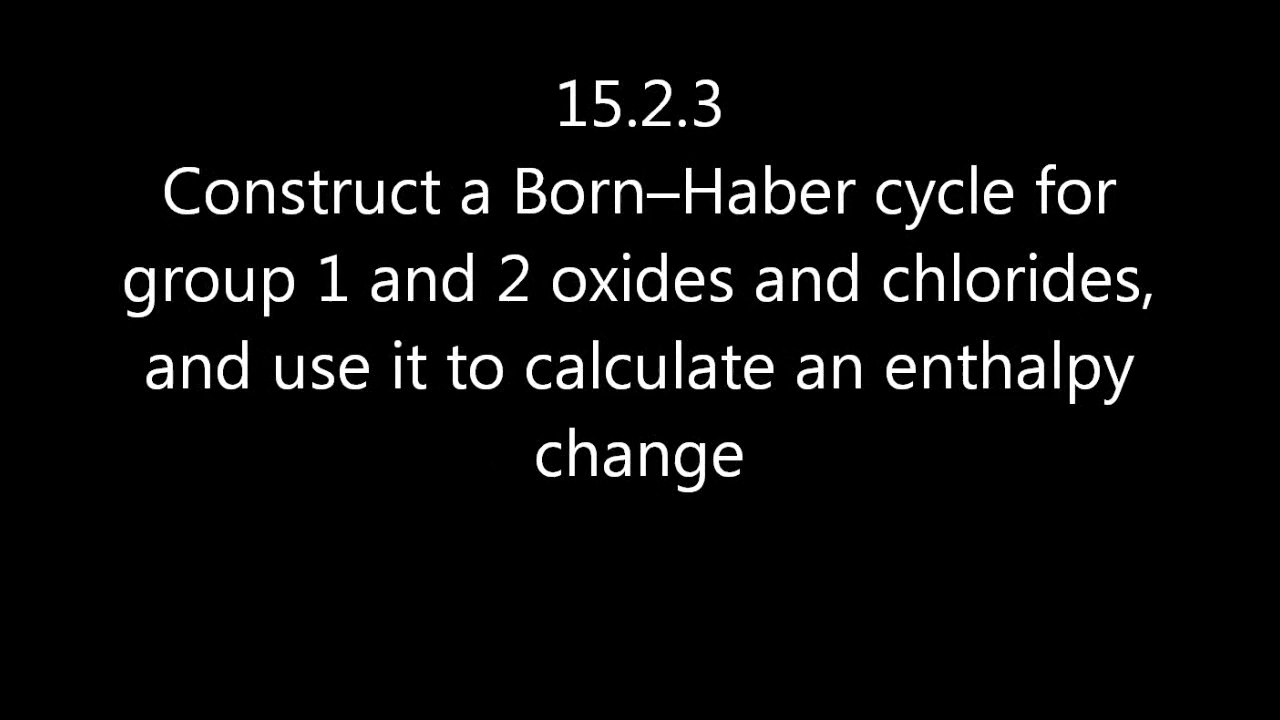 15.2.3
Construct a Born–Haber cycle for
group 1 and 2 oxides and chlorides,
and use it to calculate an enthalpy
change